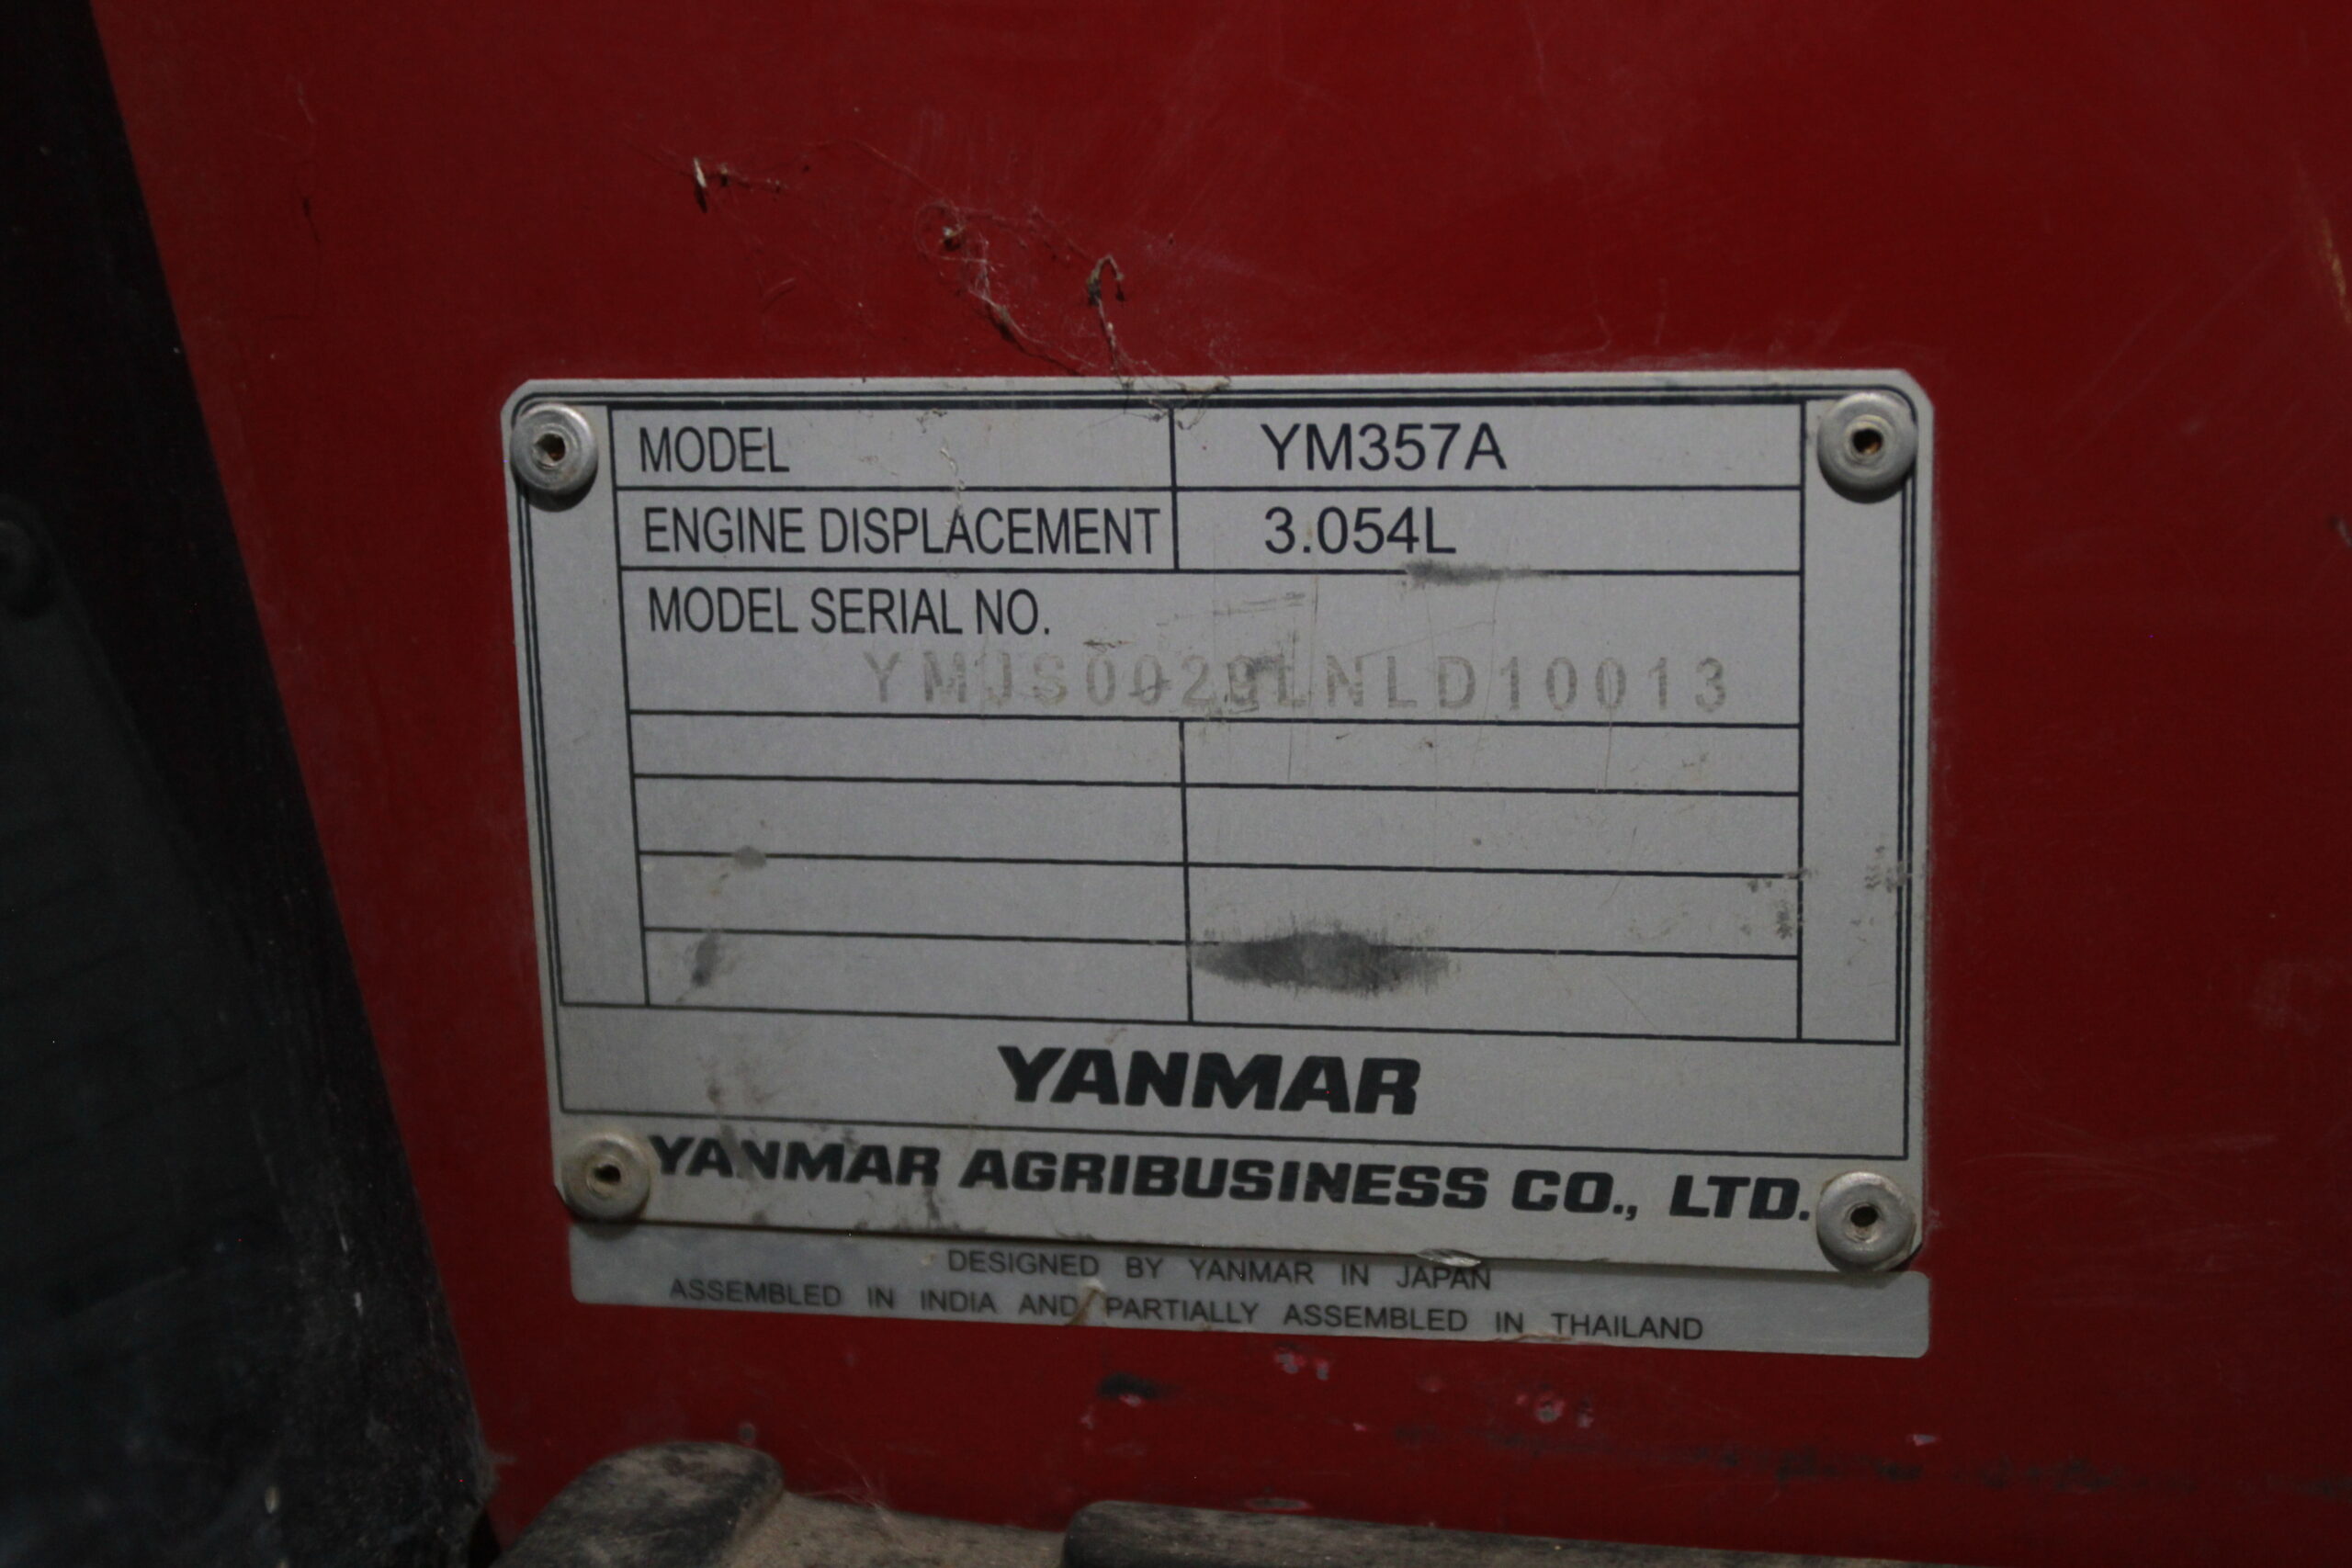 MODEL YM357A
ENGINE DISPLACEMENT 3.054L
MODEL SERIAL NO.
YANMAR
YANMAR AGRIBUSINESS CO., LTD.
DESIGNED BY YANMAR IN JAPAN
ASSEMBLED IN INDIA AND PARTIALLY ASSEMBLED IN THAILAND